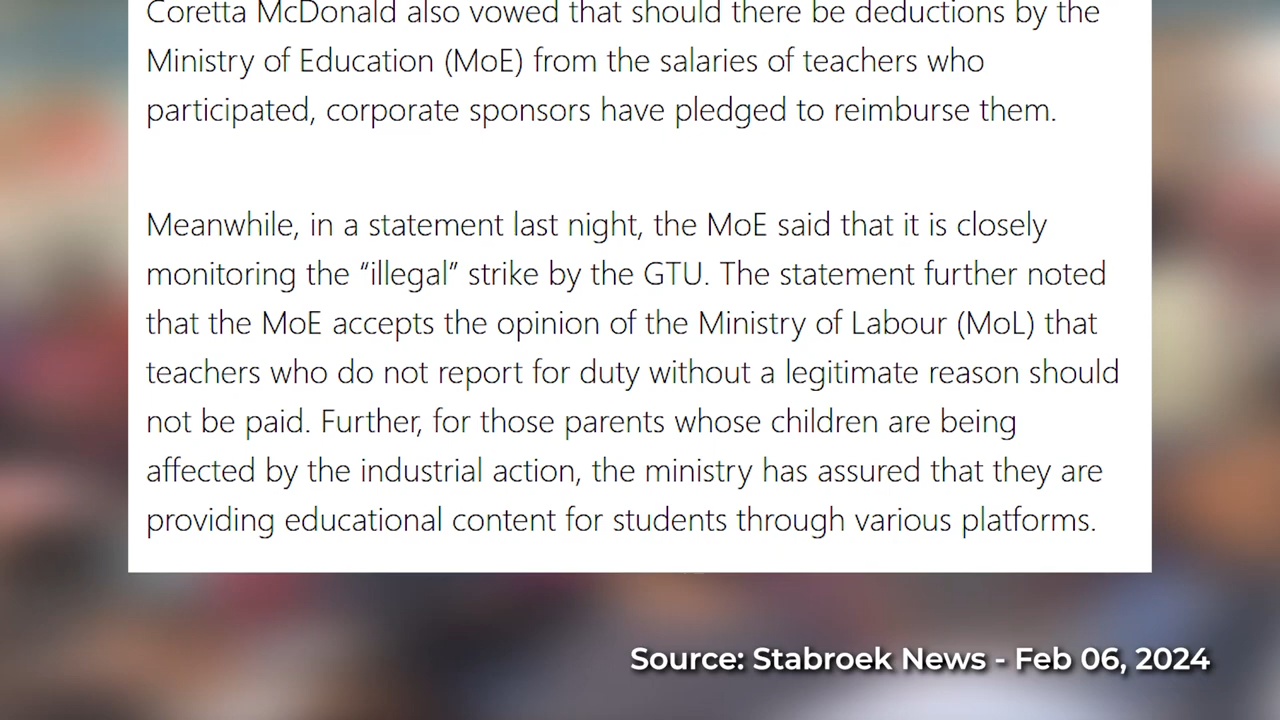 Coretta McDonald also vowed that should there be deductions by the
Ministry of Education (MoE) from the salaries of teachers who
participated, corporate sponsors have pledged to reimburse them.
Meanwhile, in a statement last night, the MoE said that it is closely
monitoring the “illegal” strike by the GTU. The statement further noted
that the MoE accepts the opinion of the Ministry of Labour (MoL) that
teachers who do not report for duty without a legitimate reason should
not be paid. Further, for those parents whose children are being
affected by the industrial action, the ministry has assured that they are
providing educational content for students through various platforms.
Source: Stabroek News - Feb 06, 2024